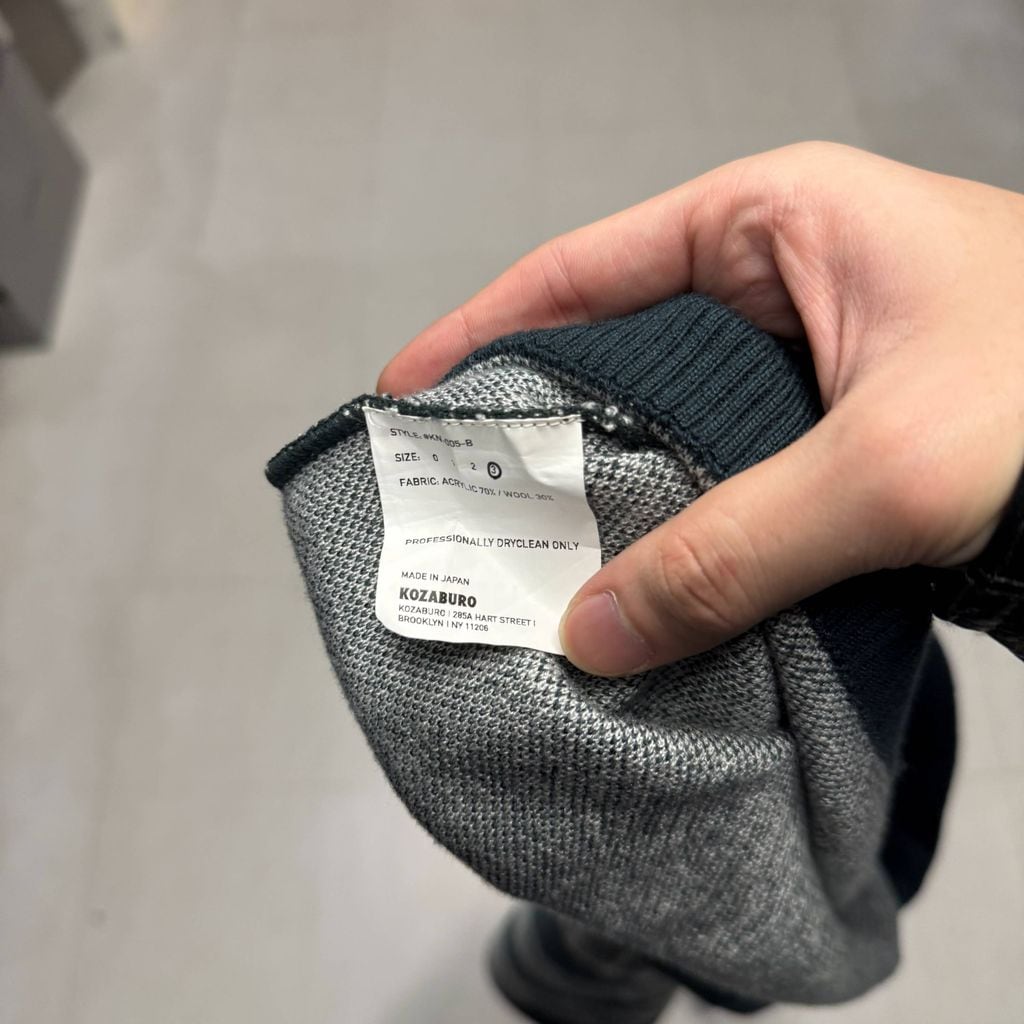 STYLE: #KN-005-B
SIZE: 0 1 2 3
FABRIC: ACRYLIC 70% / WOOL 30%
PROFESSIONALLY DRYCLEAN ONLY
MADE IN JAPAN
KOZABURO
KOZABURO | 285A HART STREET |
BROOKLYN | NY 11206